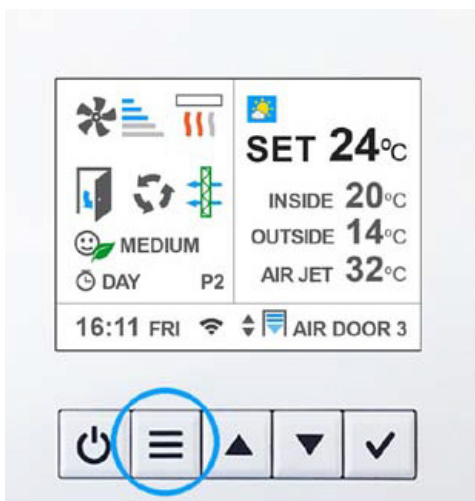 SET 24°C
INSIDE 20°C
OUTSIDE 14°C
AIR JET 32°C
MEDIUM
DAY P2
16:11 FRI AIR DOOR 3